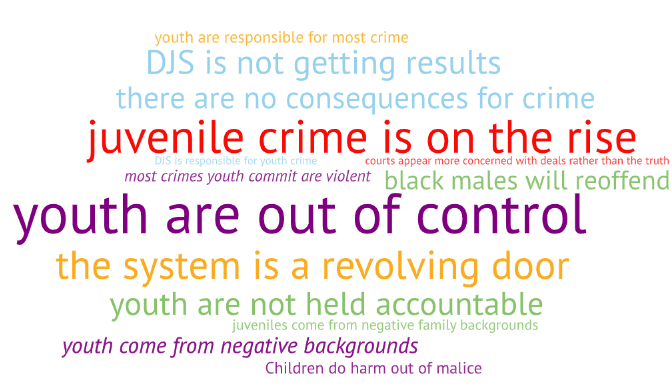 youth are responsible for most crime
DJS is not getting results
there are no consequences for crime
juvenile crime is on the rise
DJS is responsible for youth crime
courts appear more concerned with deals rather than the truth
most crimes youth commit are violent
black males will reoffend
youth are out of control
the system is a revolving door
youth are not held accountable
juveniles come from negative family backgrounds
youth come from negative backgrounds
Children do harm out of malice